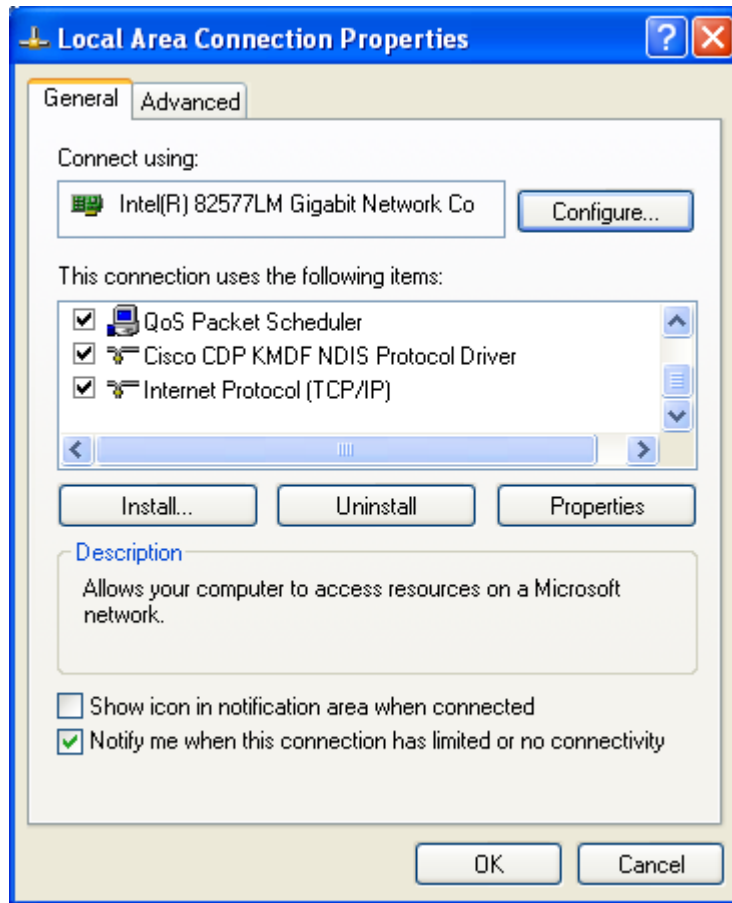 Local Area Connection Properties
General
Advanced
Connect using:
Intel(R) 82577LM Gigabit Network Co
Configure...
This connection uses the following items:
QoS Packet Scheduler
Cisco CDP KMDF NDIS Protocol Driver
Internet Protocol (TCP/IP)
Install...
Uninstall
Properties
Description
Allows your computer to access resources on a Microsoft
network.
Show icon in notification area when connected
Notify me when this connection has limited or no connectivity
OK
Cancel